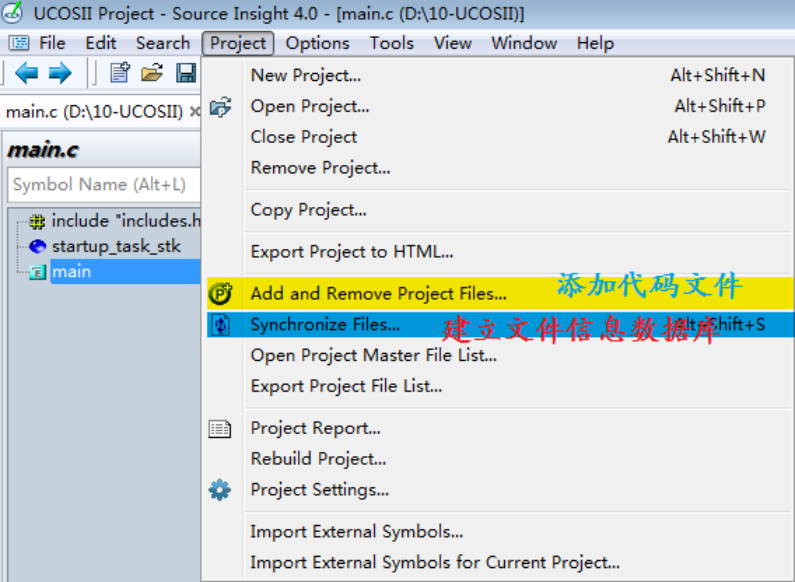 UCOSII Project - Source Insight 4.0 - [main.c (D:\10-UCOSII)]
File Edit Search Project Options Tools View Window Help
New Project... Alt+Shift+N
main.c (D:\10-UCOSII) Open Project... Alt+Shift+P
Close Project Alt+Shift+W
main.c
Remove Project...
Symbol Name (Alt+L)
Copy Project...
include "includes.h
startup_task_stk
Export Project to HTML...
main
Add and Remove Project Files... 添加代码文件
Synchronize Files... Alt+Shift+S
建立文件信息数据库
Open Project Master File List...
Export Project File List...
Project Report...
Rebuild Project...
Project Settings...
Import External Symbols...
Import External Symbols for Current Project...